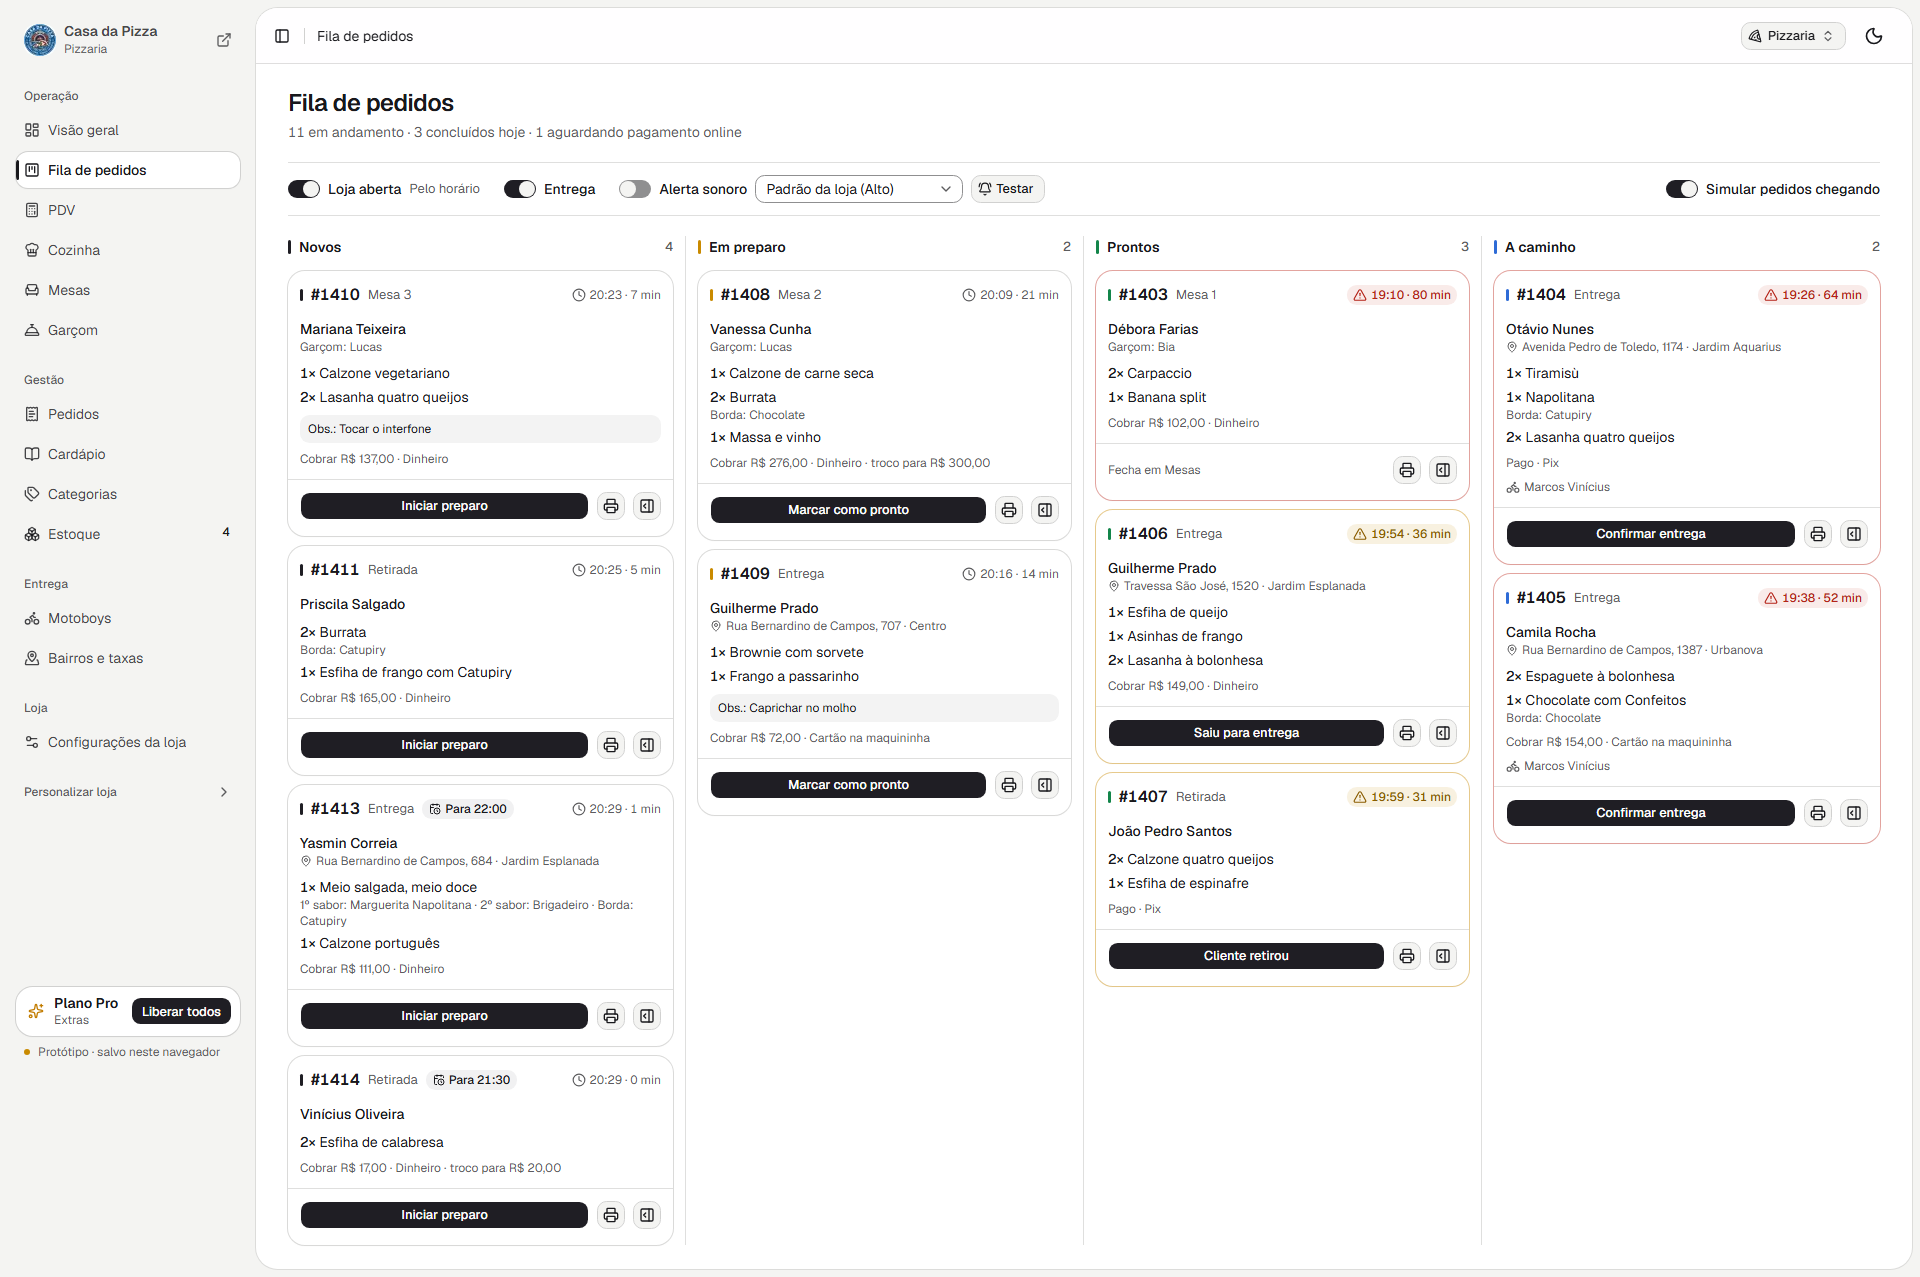 Casa da Pizza
Pizzaria
Operação
Visão geral
Fila de pedidos
PDV
Cozinha
Mesas
Garçom
Gestão
Pedidos
Cardápio
Categorias
Estoque 4
Entrega
Motoboys
Bairros e taxas
Loja
Configurações da loja
Personalizar loja
Plano Pro
Extras
Liberar todos
Protótipo · salvo neste navegador
Fila de pedidos
Pizzaria
Fila de pedidos
11 em andamento · 3 concluídos hoje · 1 aguardando pagamento online
Loja aberta Pelo horário Entrega Alerta sonoro Padrão da loja (Alto) Testar Simular pedidos chegando
Novos 4
#1410 Mesa 3 20:23 · 7 min
Mariana Teixeira
Garçom: Lucas
1× Calzone vegetariano
2× Lasanha quatro queijos
Obs.: Tocar o interfone
Cobrar R$ 137,00 · Dinheiro
Iniciar preparo
#1411 Retirada 20:25 · 5 min
Priscila Salgado
2× Burrata
Borda: Catupiry
1× Esfiha de frango com Catupiry
Cobrar R$ 165,00 · Dinheiro
Iniciar preparo
#1413 Entrega Para 22:00 20:29 · 1 min
Yasmin Correia
Rua Bernardino de Campos, 684 · Jardim Esplanada
1× Meio salgada, meio doce
1º sabor: Marguerita Napolitana · 2º sabor: Brigadeiro · Borda:
Catupiry
1× Calzone português
Cobrar R$ 111,00 · Dinheiro
Iniciar preparo
#1414 Retirada Para 21:30 20:29 · 0 min
Vinícius Oliveira
2× Esfiha de calabresa
Cobrar R$ 17,00 · Dinheiro · troco para R$ 20,00
Iniciar preparo
Em preparo 2
#1408 Mesa 2 20:09 · 21 min
Vanessa Cunha
Garçom: Lucas
1× Calzone de carne seca
2× Burrata
Borda: Chocolate
1× Massa e vinho
Cobrar R$ 276,00 · Dinheiro · troco para R$ 300,00
Marcar como pronto
#1409 Entrega 20:16 · 14 min
Guilherme Prado
Rua Bernardino de Campos, 707 · Centro
1× Brownie com sorvete
1× Frango a passarinho
Obs.: Caprichar no molho
Cobrar R$ 72,00 · Cartão na maquininha
Marcar como pronto
Prontos 3
#1403 Mesa 1 19:10 · 80 min
Débora Farias
Garçom: Bia
2× Carpaccio
1× Banana split
Cobrar R$ 102,00 · Dinheiro
Fecha em Mesas
#1406 Entrega 19:54 · 36 min
Guilherme Prado
Travessa São José, 1520 · Jardim Esplanada
1× Esfiha de queijo
1× Asinhas de frango
2× Lasanha à bolonhesa
Cobrar R$ 149,00 · Dinheiro
Saiu para entrega
#1407 Retirada 19:59 · 31 min
João Pedro Santos
2× Calzone quatro queijos
1× Esfiha de espinafre
Pago · Pix
Cliente retirou
A caminho 2
#1404 Entrega 19:26 · 64 min
Otávio Nunes
Avenida Pedro de Toledo, 1174 · Jardim Aquarius
1× Tiramisù
1× Napolitana
Borda: Catupiry
2× Lasanha quatro queijos
Pago · Pix
Marcos Vinícius
Confirmar entrega
#1405 Entrega 19:38 · 52 min
Camila Rocha
Rua Bernardino de Campos, 1387 · Urbanova
2× Espaguete à bolonhesa
1× Chocolate com Confeitos
Borda: Chocolate
Cobrar R$ 154,00 · Cartão na maquininha
Marcos Vinícius
Confirmar entrega